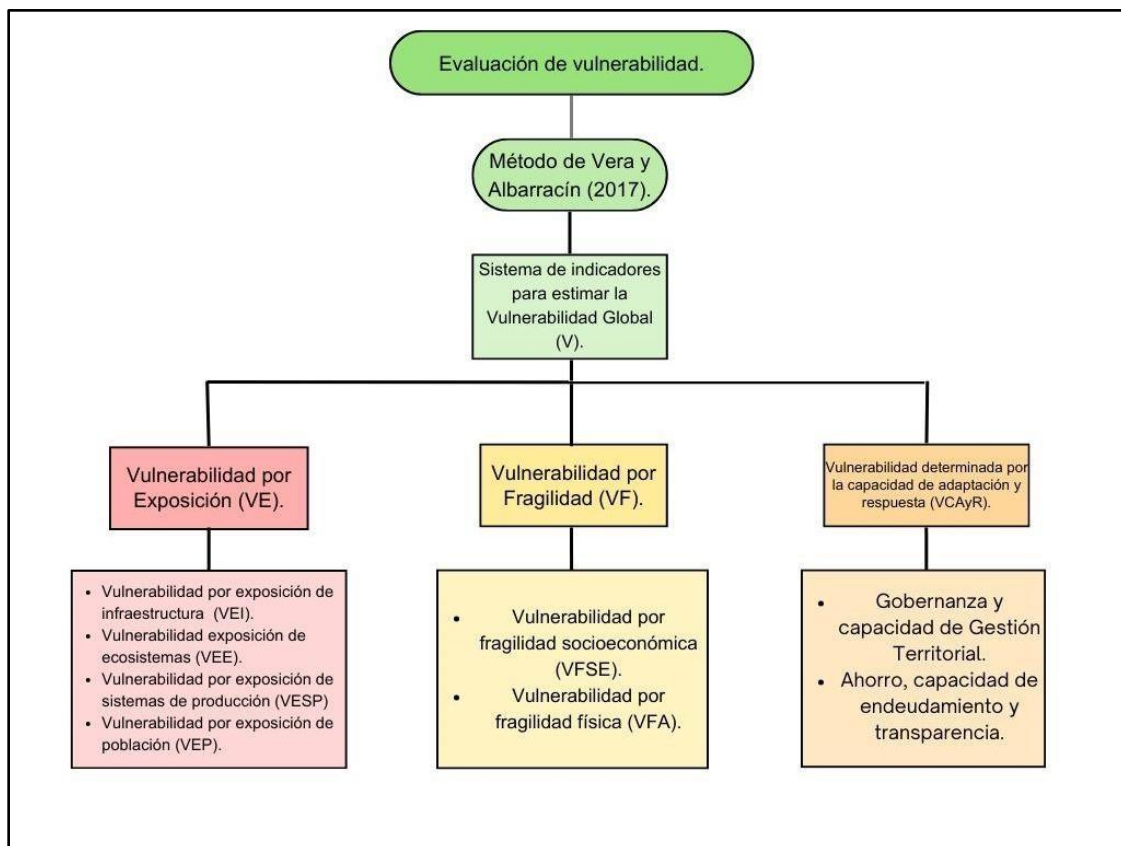 Evaluación de vulnerabilidad.
Método de Vera y
Albarracín (2017).
Sistema de indicadores
para estimar la
Vulnerabilidad Global
(V).
Vulnerabilidad por
Exposición (VE).
Vulnerabilidad por
Fragilidad (VF).
Vulnerabilidad determinada por
la capacidad de adaptación y
respuesta (VCAyR).
• Vulnerabilidad por exposición de
infraestructura (VEI).
• Vulnerabilidad exposición de
ecosistemas (VEE).
• Vulnerabilidad por exposición de
sistemas de producción (VESP)
• Vulnerabilidad por exposición de
población (VEP).
• Vulnerabilidad por
fragilidad socioeconómica
(VFSE).
• Vulnerabilidad por
fragilidad física (VFA).
• Gobernanza y
capacidad de Gestión
Territorial.
• Ahorro, capacidad de
endeudamiento y
transparencia.